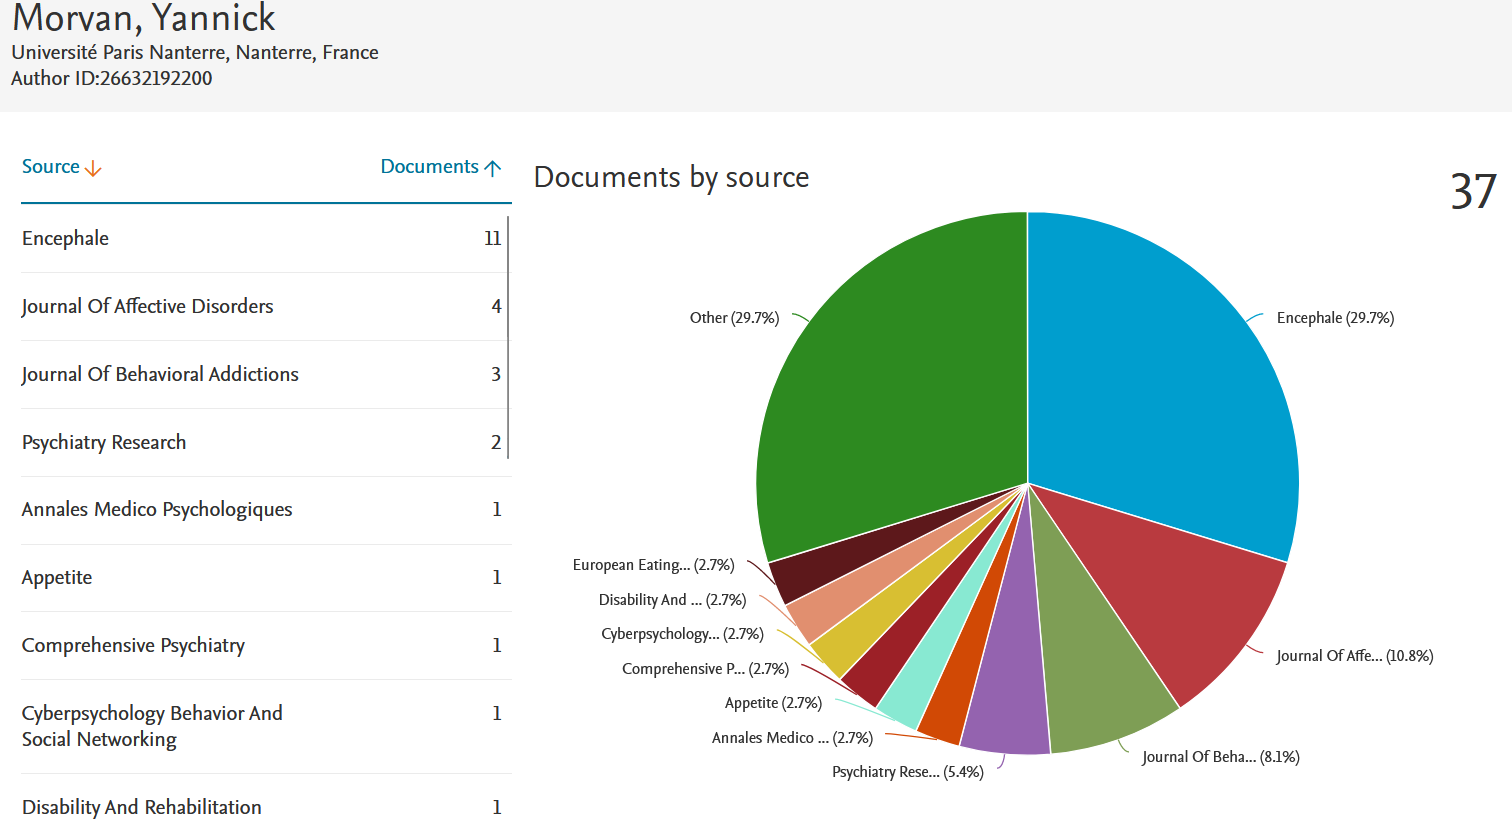 Morvan, Yannick
Université Paris Nanterre, Nanterre, France
Author ID:26632192200
Source Documents
Encephale 11
Journal Of Affective Disorders 4
Journal Of Behavioral Addictions 3
Psychiatry Research 2
Annales Medico Psychologiques 1
Appetite 1
Comprehensive Psychiatry 1
Cyberpsychology Behavior And 1
Social Networking
Disability And Rehabilitation 1
Documents by source
37
Other (29.7%)
Encephale (29.7%)
European Eating... (2.7%)
Disability And ... (2.7%)
Cyberpsychology... (2.7%)
Comprehensive P... (2.7%)
Journal Of Affe... (10.8%)
Appetite (2.7%)
Annales Medico ... (2.7%)
Journal Of Beha... (8.1%)
Psychiatry Rese... (5.4%)